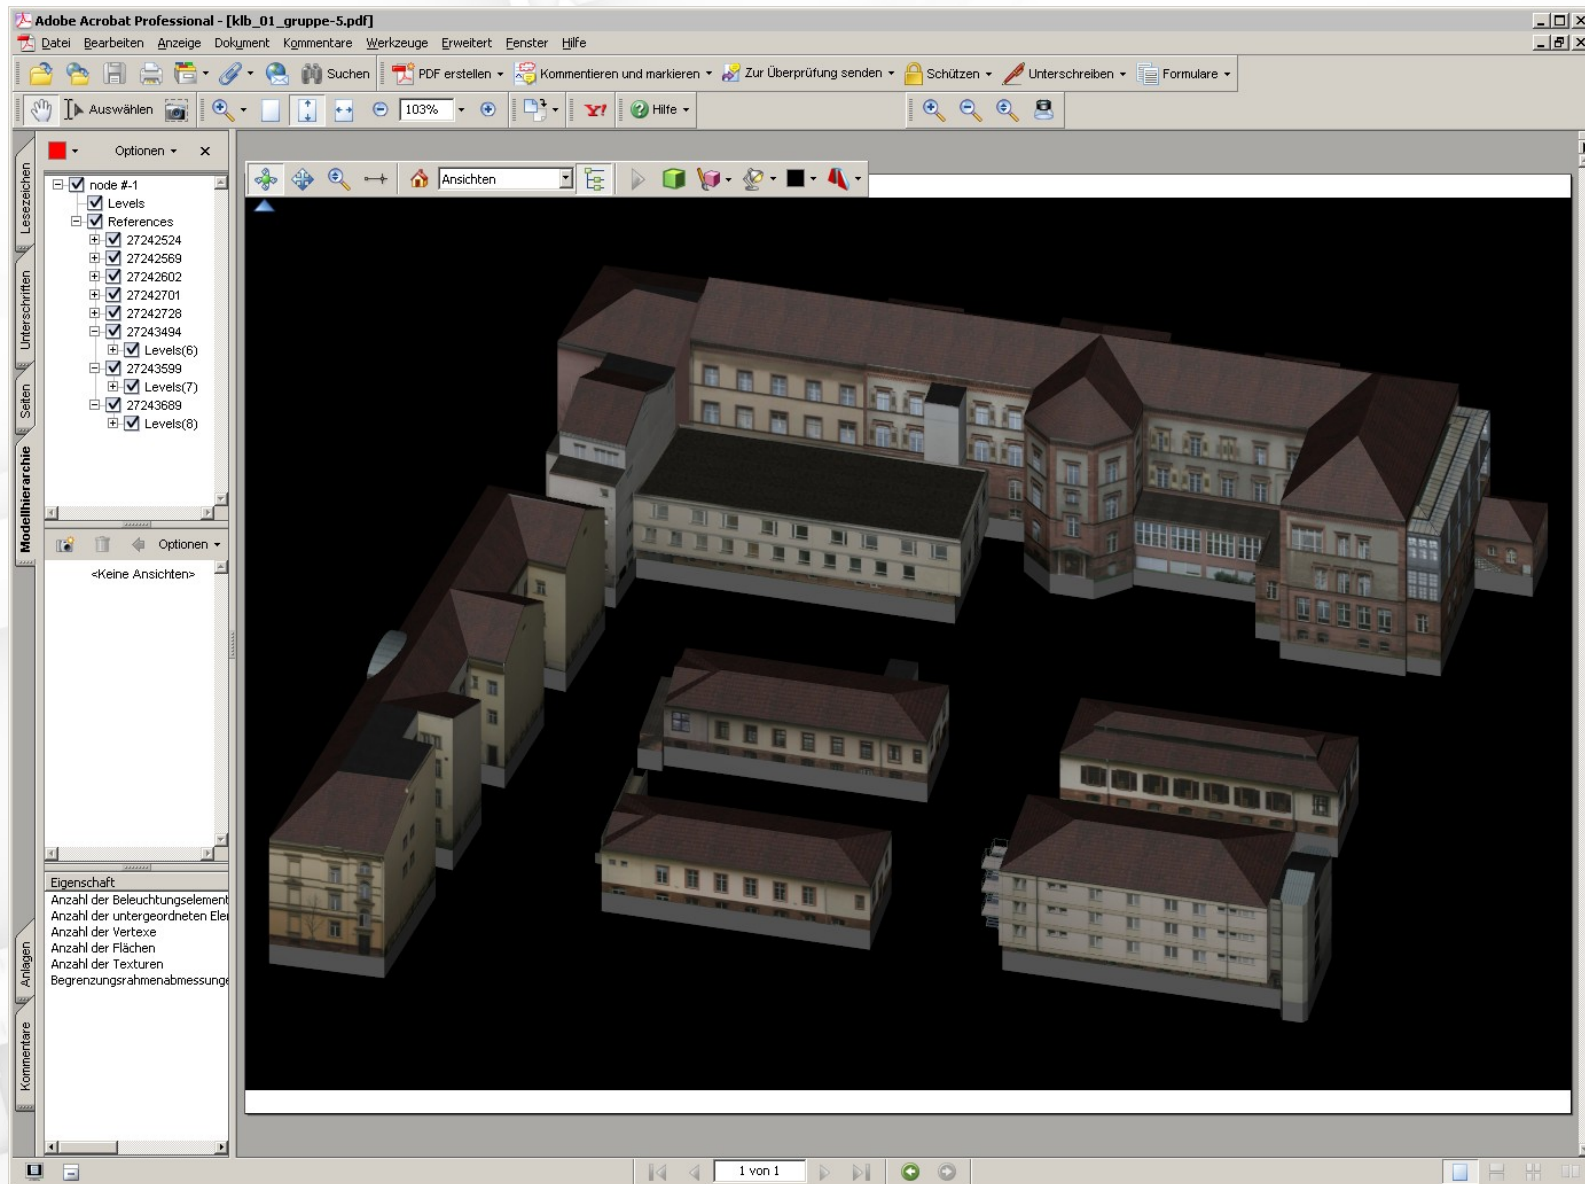 Adobe Acrobat Professional - [klb_01_gruppe-5.pdf]
Datei Bearbeiten Anzeige Dokument Kommentare Werkzeuge Erweitert Fenster Hilfe
Suchen PDF erstellen Kommentieren und markieren Zur Überprüfung senden Schützen Unterschreiben Formulare
Auswählen 103% Y! Hilfe
Optionen
Ansichten
Lesezeichen
Unterschriften
Seiten
Modellhierarchie
Anlagen
Kommentare
node #-1
Levels
References
27242524
27242569
27242602
27242701
27242728
27243494
Levels(6)
27243599
Levels(7)
27243689
Levels(8)
Optionen
<Keine Ansichten>
Eigenschaft
Anzahl der Beleuchtungselement
Anzahl der untergeordneten Ele
Anzahl der Vertexe
Anzahl der Flächen
Anzahl der Texturen
Begrenzungsrahmenabmessunge
1 von 1